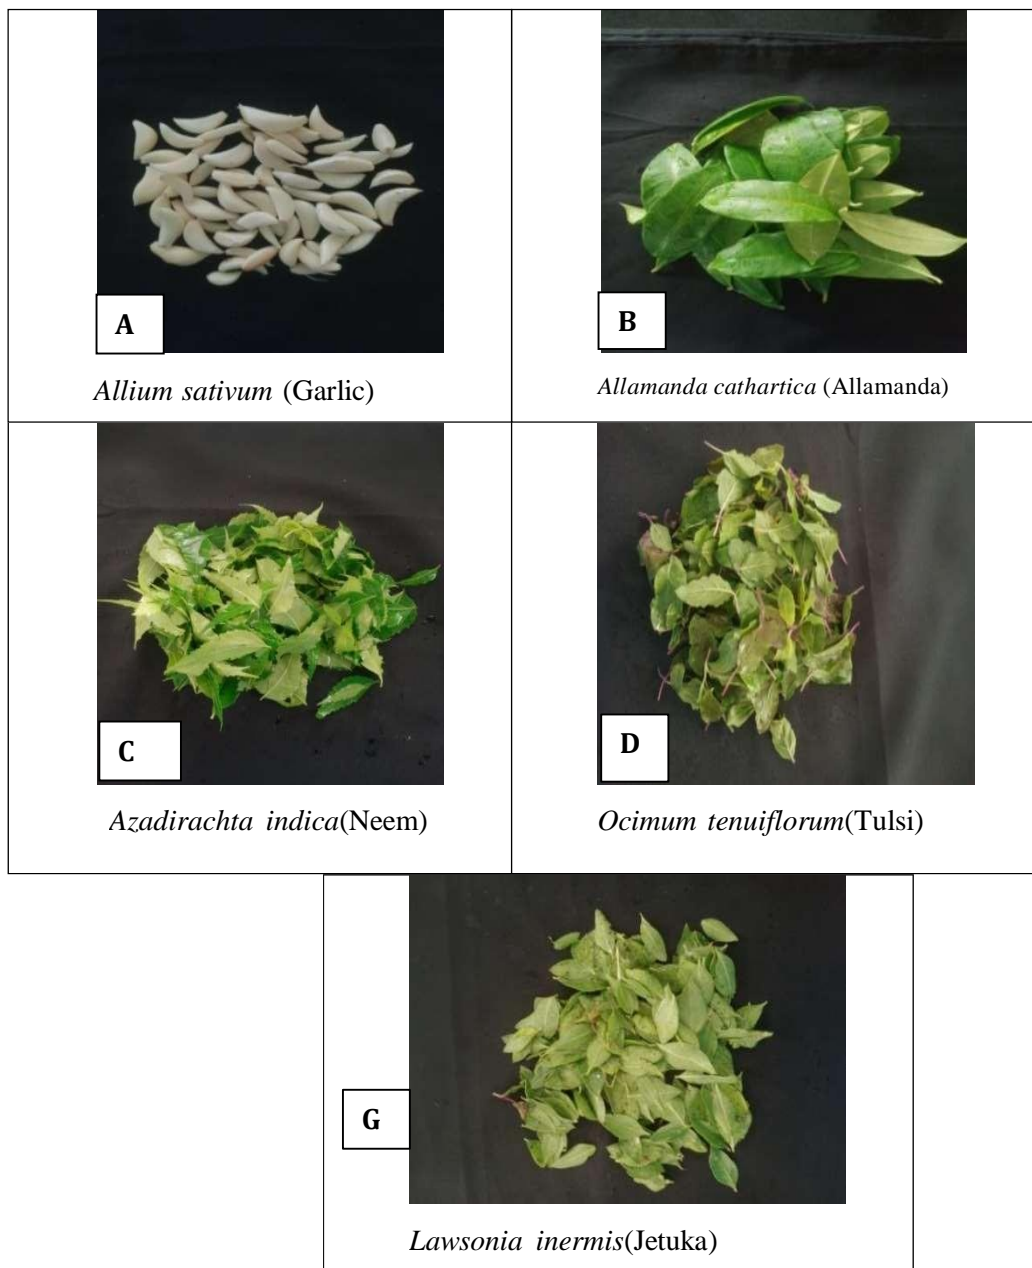 A
Allium sativum (Garlic)
B
Allamanda cathartica (Allamanda)
C
Azadirachta indica(Neem)
D
Ocimum tenuiflorum(Tulsi)
G
Lawsonia inermis(Jetuka)